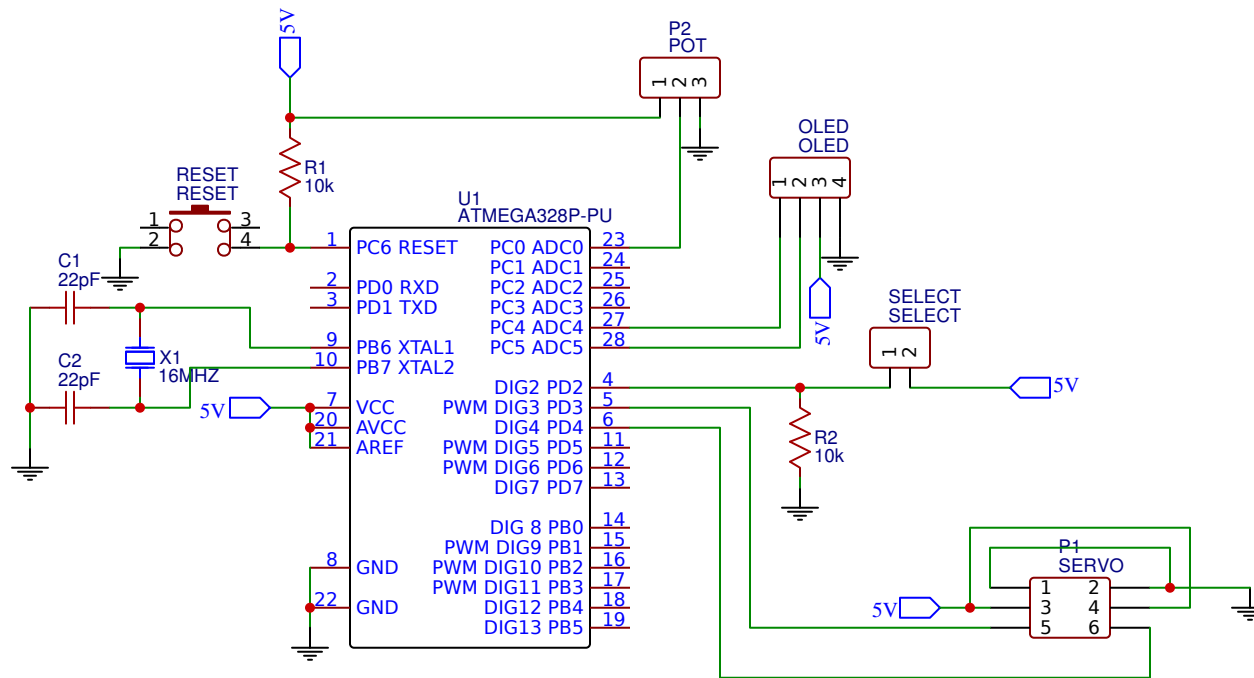 5V
P2
POT
1 2 3
OLED
OLED
1 2 3 4
5V
RESET
RESET
1 3
2 4
R1
10k
C1
22pF
C2
22pF
X1
16MHZ
5V
U1
ATMEGA328P-PU
1 PC6 RESET
2 PD0 RXD
3 PD1 TXD
9 PB6 XTAL1
10 PB7 XTAL2
7 VCC
20 AVCC
21 AREF
8 GND
22 GND
PC0 ADC0 23
PC1 ADC1 24
PC2 ADC2 25
PC3 ADC3 26
PC4 ADC4 27
PC5 ADC5 28
DIG2 PD2 4
PWM DIG3 PD3 5
DIG4 PD4 6
PWM DIG5 PD5 11
PWM DIG6 PD6 12
DIG7 PD7 13
DIG 8 PB0 14
PWM DIG9 PB1 15
PWM DIG10 PB2 16
PWM DIG11 PB3 17
DIG12 PB4 18
DIG13 PB5 19
SELECT
SELECT
1 2
5V
R2
10k
P1
SERVO
5V
1 2
3 4
5 6